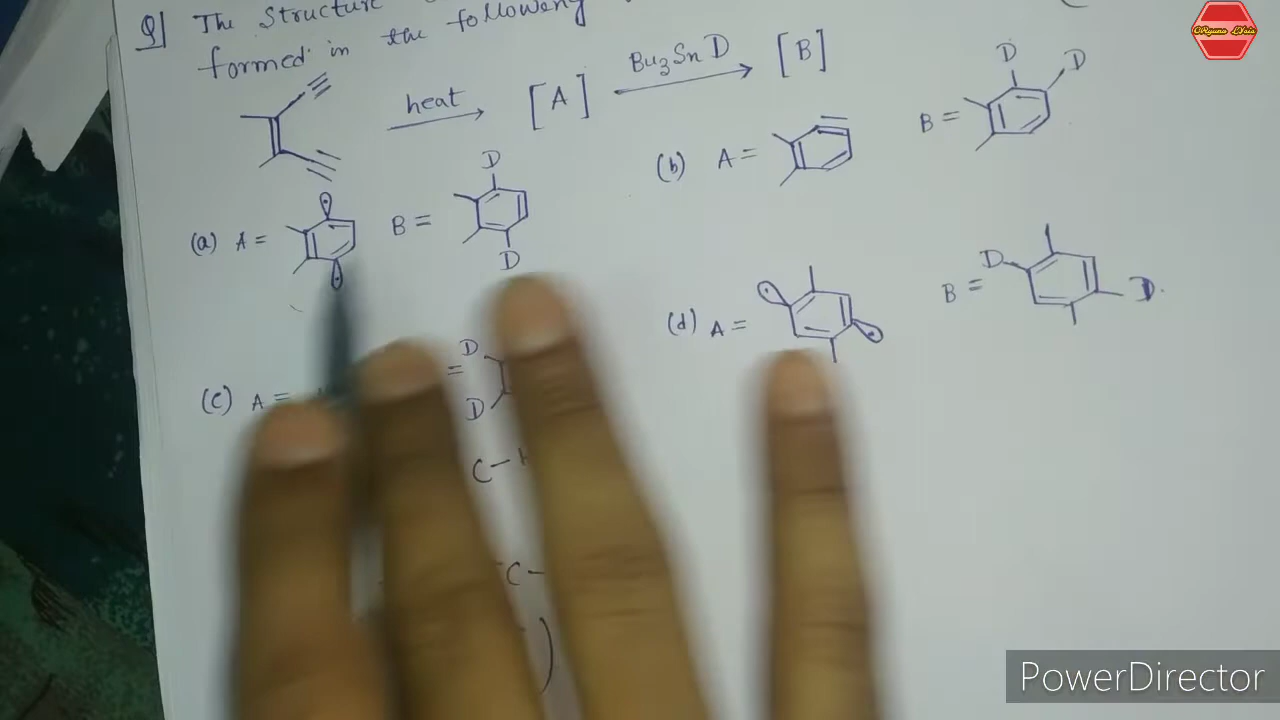 Q] The Structure
formed in the following
heat [A] Bu3SnD [B]
(a) A = B = D D
(b) A = B = D D
(c) A = = D D
(d) A = B = D D.
C-
C-
PowerDirector